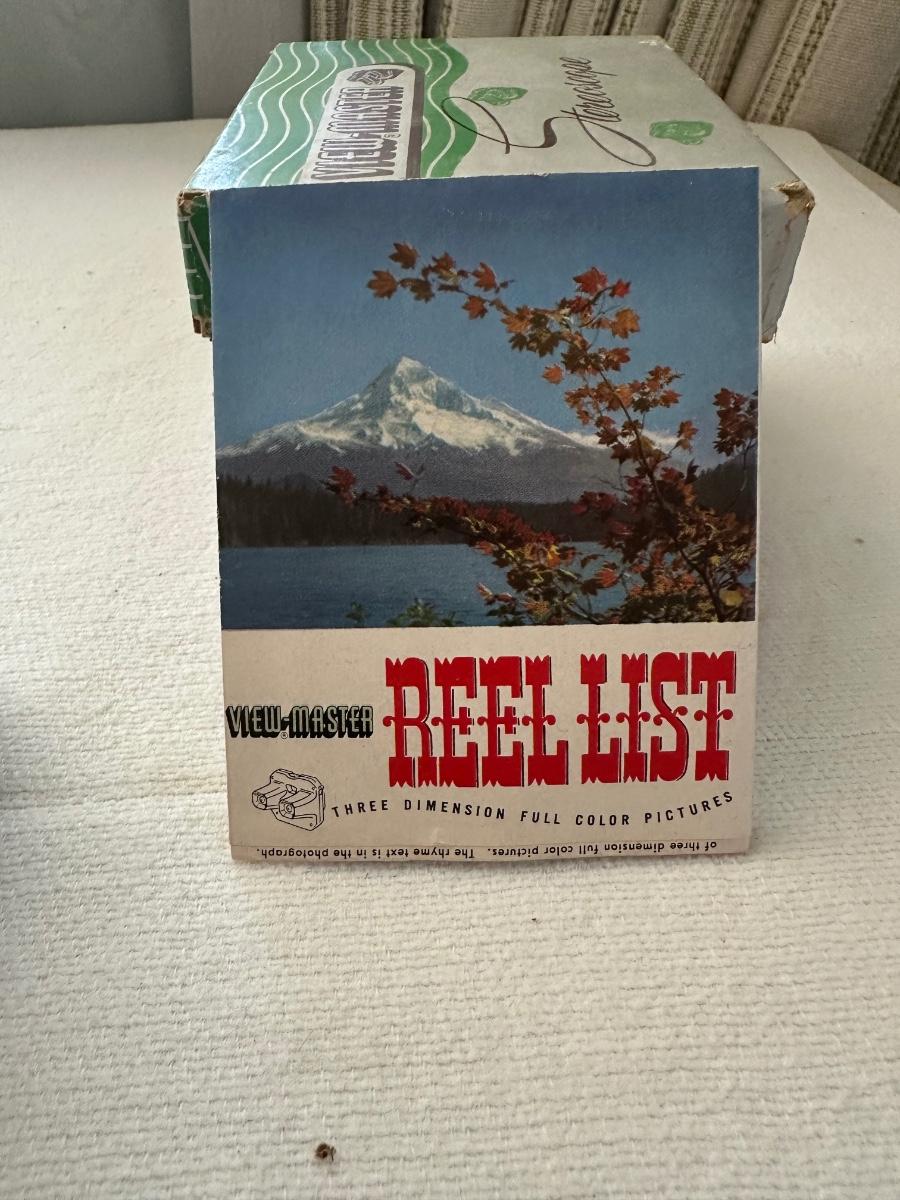 VIEW-MASTER
Stereoscope
VIEW-MASTER®
REEL LIST
THREE DIMENSION FULL COLOR PICTURES
of three dimension full color pictures. The rhyme text is in the photograph.